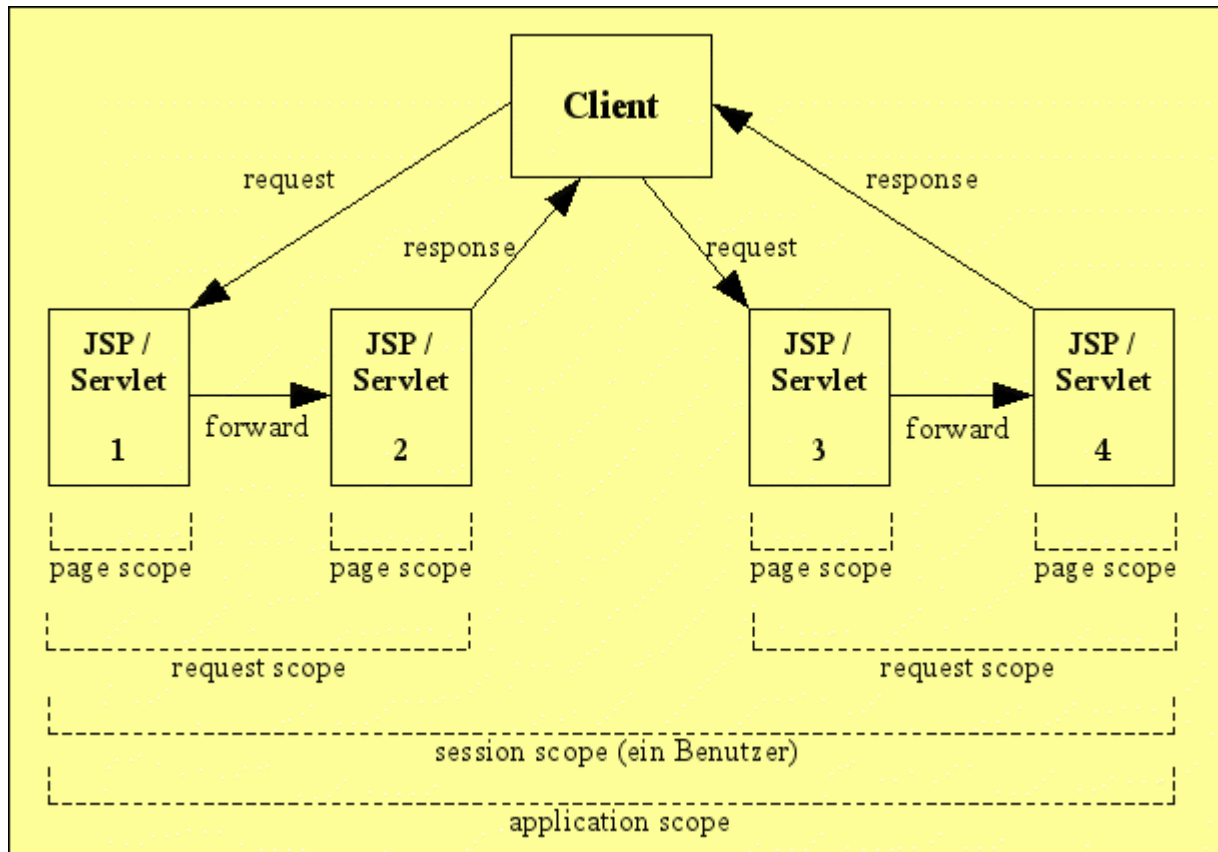 Client
request
response
response
request
JSP /
Servlet
1
JSP /
Servlet
2
JSP /
Servlet
3
JSP /
Servlet
4
forward
forward
page scope
page scope
page scope
page scope
request scope
request scope
session scope (ein Benutzer)
application scope